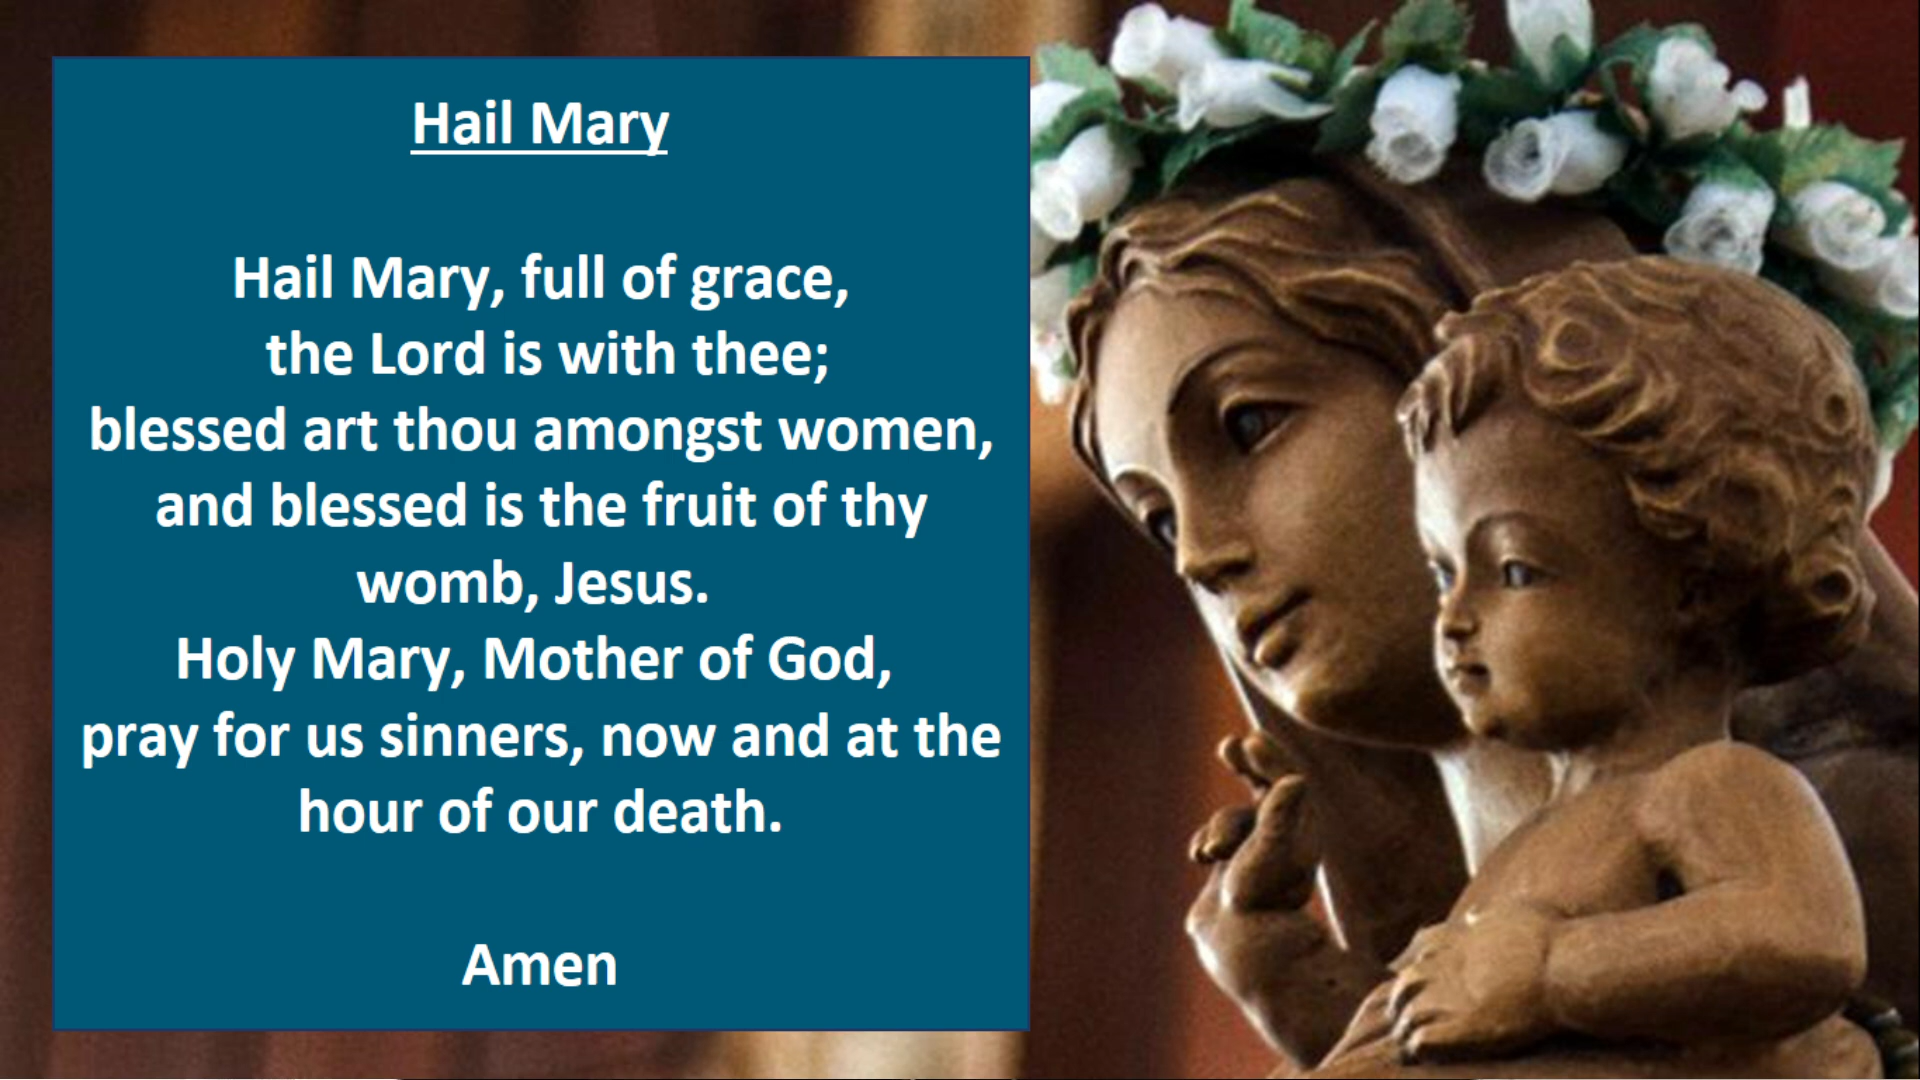 Hail Mary
Hail Mary, full of grace,
the Lord is with thee;
blessed art thou amongst women,
and blessed is the fruit of thy
womb, Jesus.
Holy Mary, Mother of God,
pray for us sinners, now and at the
hour of our death.
Amen